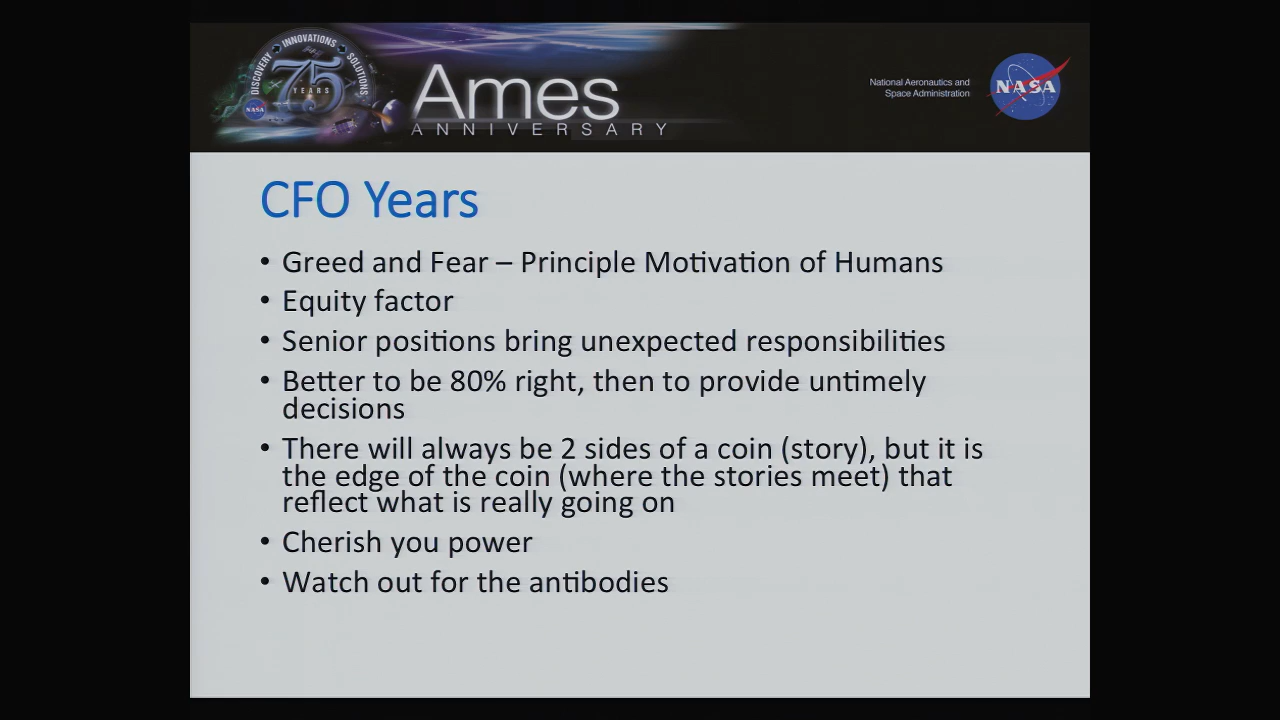 DISCOVERY INNOVATIONS SOLUTIONS
75
YEARS
NASA
Ames
ANNIVERSARY
National Aeronautics and
Space Administration
NASA
CFO Years
• Greed and Fear – Principle Motivation of Humans
• Equity factor
• Senior positions bring unexpected responsibilities
• Better to be 80% right, then to provide untimely
decisions
• There will always be 2 sides of a coin (story), but it is
the edge of the coin (where the stories meet) that
reflect what is really going on
• Cherish you power
• Watch out for the antibodies